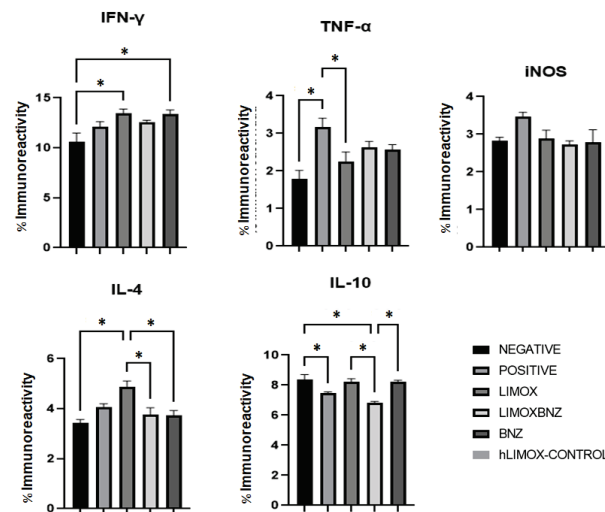 IFN-γ
TNF-α
iNOS
% Immunoreactivity
15
10
5
0
*
*
% Immunoreactivity
4
3
2
1
0
*
*
% Immunoreactivity
4
3
2
1
0
IL-4
IL-10
% Immunoreactivity
6
4
2
0
*
*
*
% Immunoreactivity
10
8
6
4
2
0
*
*
*
*
NEGATIVE
POSITIVE
LIMOX
LIMOXBNZ
BNZ
hLIMOX-CONTROL